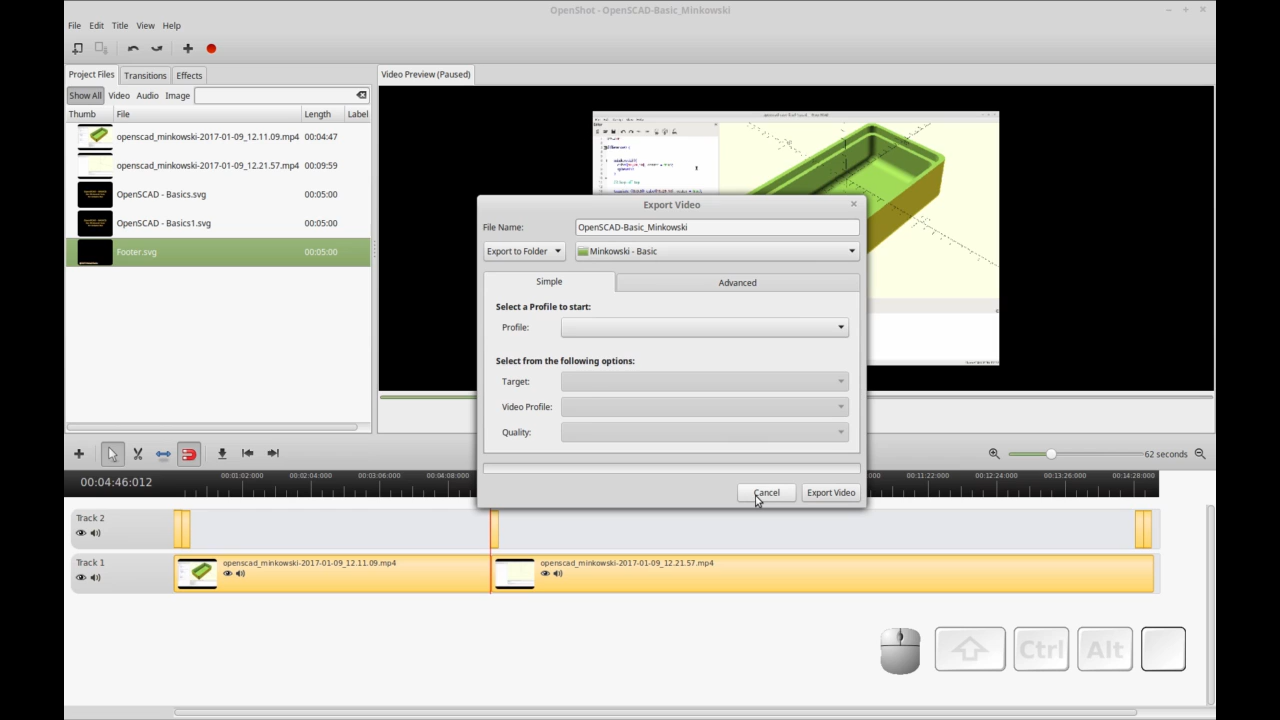 OpenShot - OpenSCAD-Basic_Minkowski
File Edit Title View Help
Project Files Transitions Effects
Video Preview (Paused)
Show All Video Audio Image
Thumb File Length Label
openscad_minkowski-2017-01-09_12.11.09.mp4 00:04:47
openscad_minkowski-2017-01-09_12.21.57.mp4 00:09:59
OpenSCAD - Basics.svg 00:05:00
OpenSCAD - Basics1.svg 00:05:00
Footer.svg 00:05:00
Export Video
File Name: OpenSCAD-Basic_Minkowski
Export to Folder Minkowski - Basic
Simple Advanced
Select a Profile to start:
Profile:
Select from the following options:
Target:
Video Profile:
Quality:
Cancel Export Video
62 seconds
00:04:46:012
00:01:02:000 00:02:04:000 00:03:06:000 00:04:08:000 00:11:22:000 00:12:24:000 00:13:26:000 00:14:28:000
Track 2
Track 1
openscad_minkowski-2017-01-09_12.11.09.mp4
openscad_minkowski-2017-01-09_12.21.57.mp4
Ctrl Alt